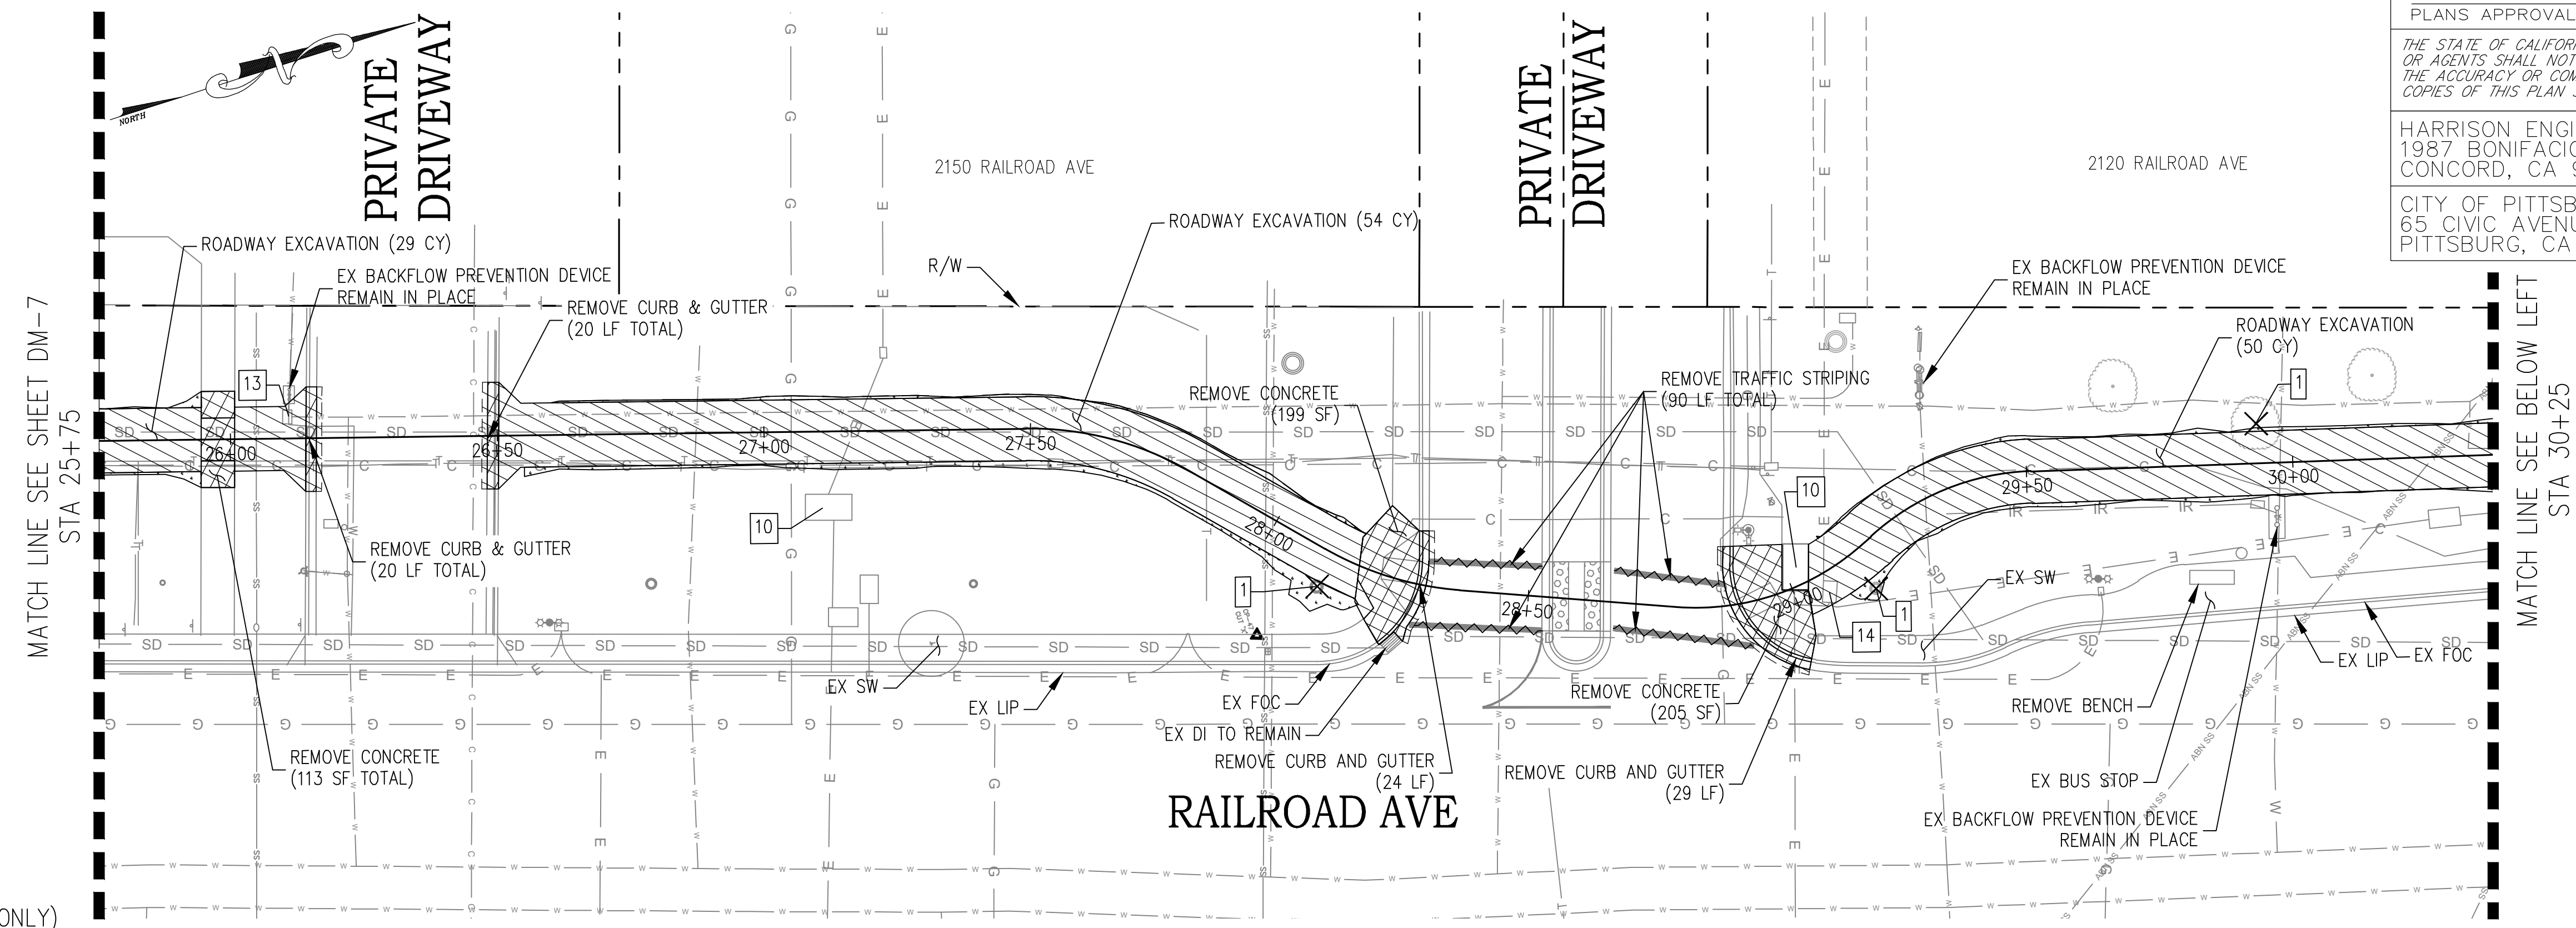 PLANS APPROVAL
THE STATE OF CALIFOR
OR AGENTS SHALL NOT
THE ACCURACY OR COM
COPIES OF THIS PLAN
HARRISON ENGI
1987 BONIFACI
CONCORD, CA 9
CITY OF PITTSB
65 CIVIC AVENU
PITTSBURG, CA
NORTH
PRIVATE
DRIVEWAY
2150 RAILROAD AVE
PRIVATE
DRIVEWAY
2120 RAILROAD AVE
ROADWAY EXCAVATION (29 CY)
EX BACKFLOW PREVENTION DEVICE
REMAIN IN PLACE
REMOVE CURB & GUTTER
(20 LF TOTAL)
R/W
ROADWAY EXCAVATION (54 CY)
EX BACKFLOW PREVENTION DEVICE
REMAIN IN PLACE
ROADWAY EXCAVATION
(50 CY)
MATCH LINE SEE SHEET DM-7
STA 25+75
13
REMOVE CONCRETE
(199 SF)
REMOVE TRAFFIC STRIPING
(90 LF TOTAL)
1
26+00
26+50
27+00
27+50
28+00
28+50
29+00
29+50
30+00
10
10
1
1
14
REMOVE CURB & GUTTER
(20 LF TOTAL)
EX SW
EX SW
EX LIP
EX FOC
EX DI TO REMAIN
REMOVE CONCRETE
(205 SF)
REMOVE BENCH
EX LIP
EX FOC
REMOVE CONCRETE
(113 SF TOTAL)
REMOVE CURB AND GUTTER
(24 LF)
REMOVE CURB AND GUTTER
(29 LF)
EX BUS STOP
EX BACKFLOW PREVENTION DEVICE
REMAIN IN PLACE
RAILROAD AVE
MATCH LINE SEE BELOW LEFT
STA 30+25
ONLY)